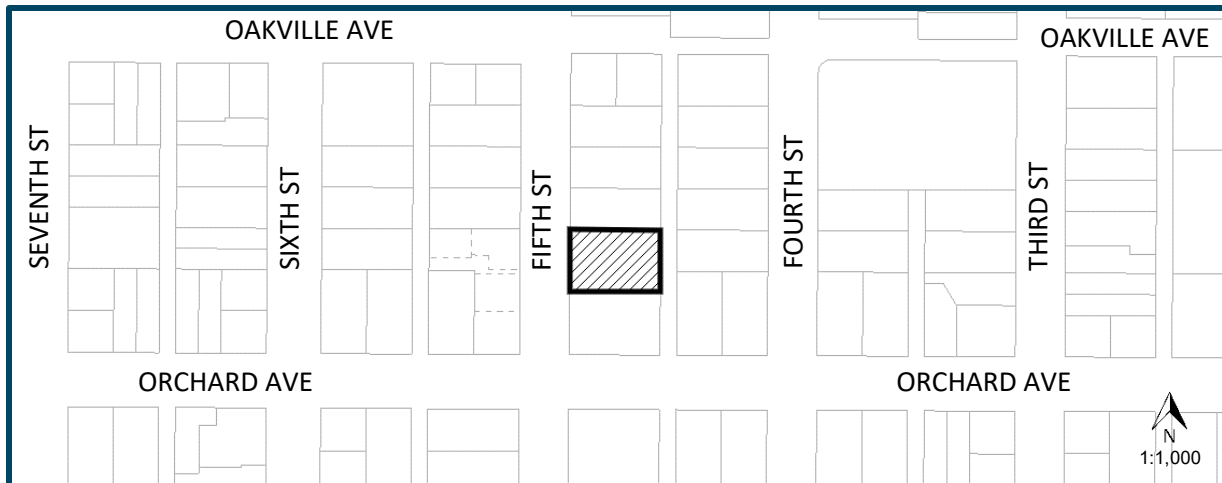 OAKVILLE AVE
OAKVILLE AVE
SEVENTH ST
SIXTH ST
FIFTH ST
FOURTH ST
THIRD ST
ORCHARD AVE
ORCHARD AVE
N
1:1,000